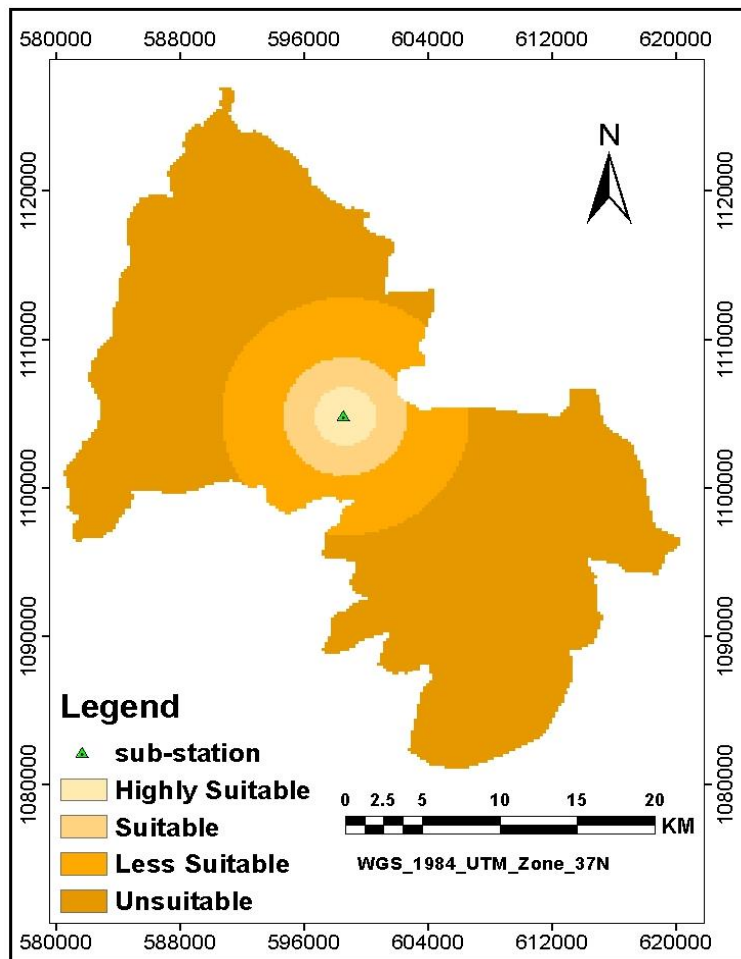 580000 588000 596000 604000 612000 620000
N
1120000 1120000
1110000 1110000
1100000 1100000
1090000 1090000
1080000 1080000
Legend
sub-station
Highly Suitable
Suitable
Less Suitable
Unsuitable
0 2.5 5 10 15 20
KM
WGS_1984_UTM_Zone_37N
580000 588000 596000 604000 612000 620000